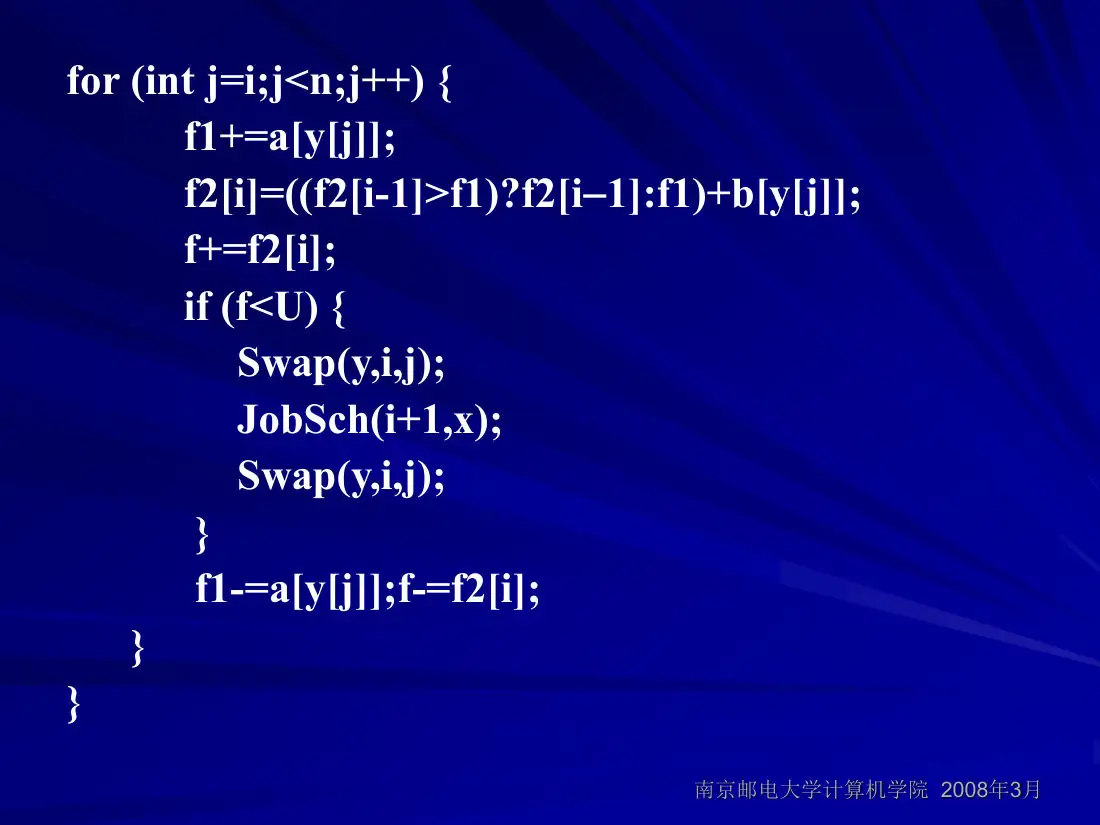 for (int j=i;j<n;j++) {
f1+=a[y[j]];
f2[i]=((f2[i-1]>f1)?f2[i–1]:f1)+b[y[j]];
f+=f2[i];
if (f<U) {
Swap(y,i,j);
JobSch(i+1,x);
Swap(y,i,j);
}
f1-=a[y[j]];f-=f2[i];
}
}
南京邮电大学计算机学院 2008年3月